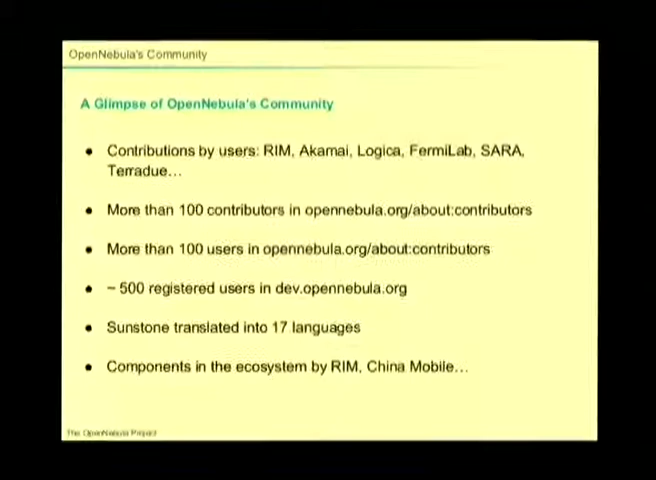 OpenNebula's Community
A Glimpse of OpenNebula's Community
• Contributions by users: RIM, Akamai, Logica, FermiLab, SARA,
Terradue...
• More than 100 contributors in opennebula.org/about:contributors
• More than 100 users in opennebula.org/about:contributors
• ~ 500 registered users in dev.opennebula.org
• Sunstone translated into 17 languages
• Components in the ecosystem by RIM, China Mobile...
The OpenNebula Project